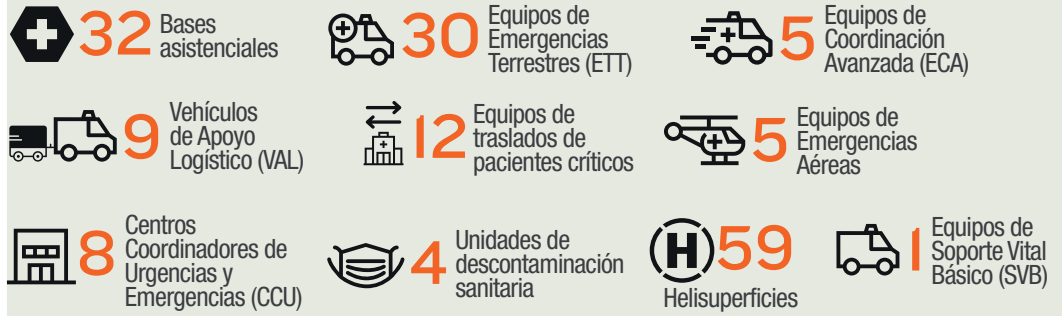 32 Bases
asistenciales
30 Equipos de
Emergencias
Terrestres (ETT)
5 Equipos de
Coordinación
Avanzada (ECA)
9 Vehículos
de Apoyo
Logístico (VAL)
12 Equipos de
traslados de
pacientes críticos
5 Equipos de
Emergencias
Aéreas
8 Centros
Coordinadores de
Urgencias y
Emergencias (CCU)
4 Unidades de
descontaminación
sanitaria
H 59
Helisuperficies
1 Equipos de
Soporte Vital
Básico (SVB)